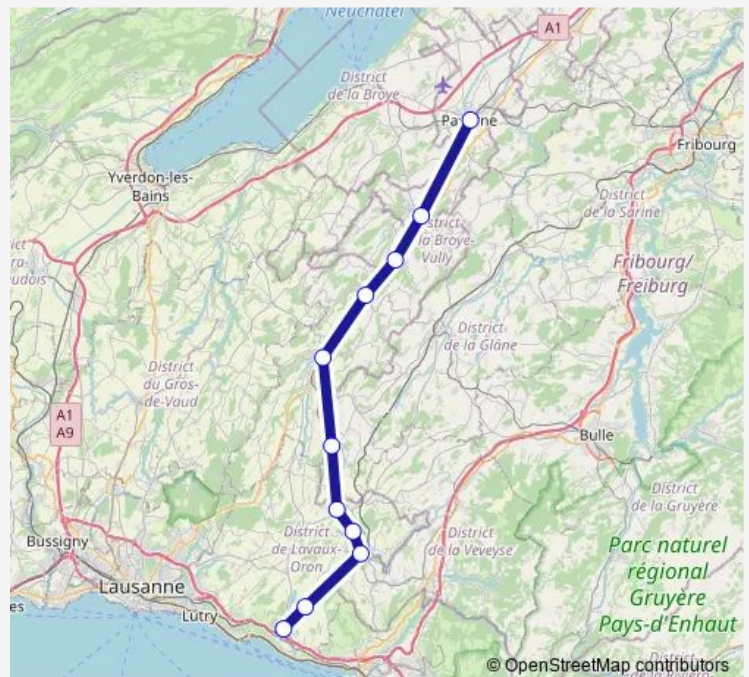 Neuchâtel
A1
District
de la Broye
Fribourg
Yverdon-les-
Bains
District
de la Sarine
la Broye-
Vully
Fribourg/
Freiburg
District
de la Glâne
District
du Gros-
de-Vaud
A1
A9
Bulle
District
de la Gruyère
Bussigny
District
de Lavaux-
Oron
District
de la Veveyse
Parc naturel
régional
Gruyère
Pays-d'Enhaut
Lausanne
Lutry
© OpenStreetMap contributors